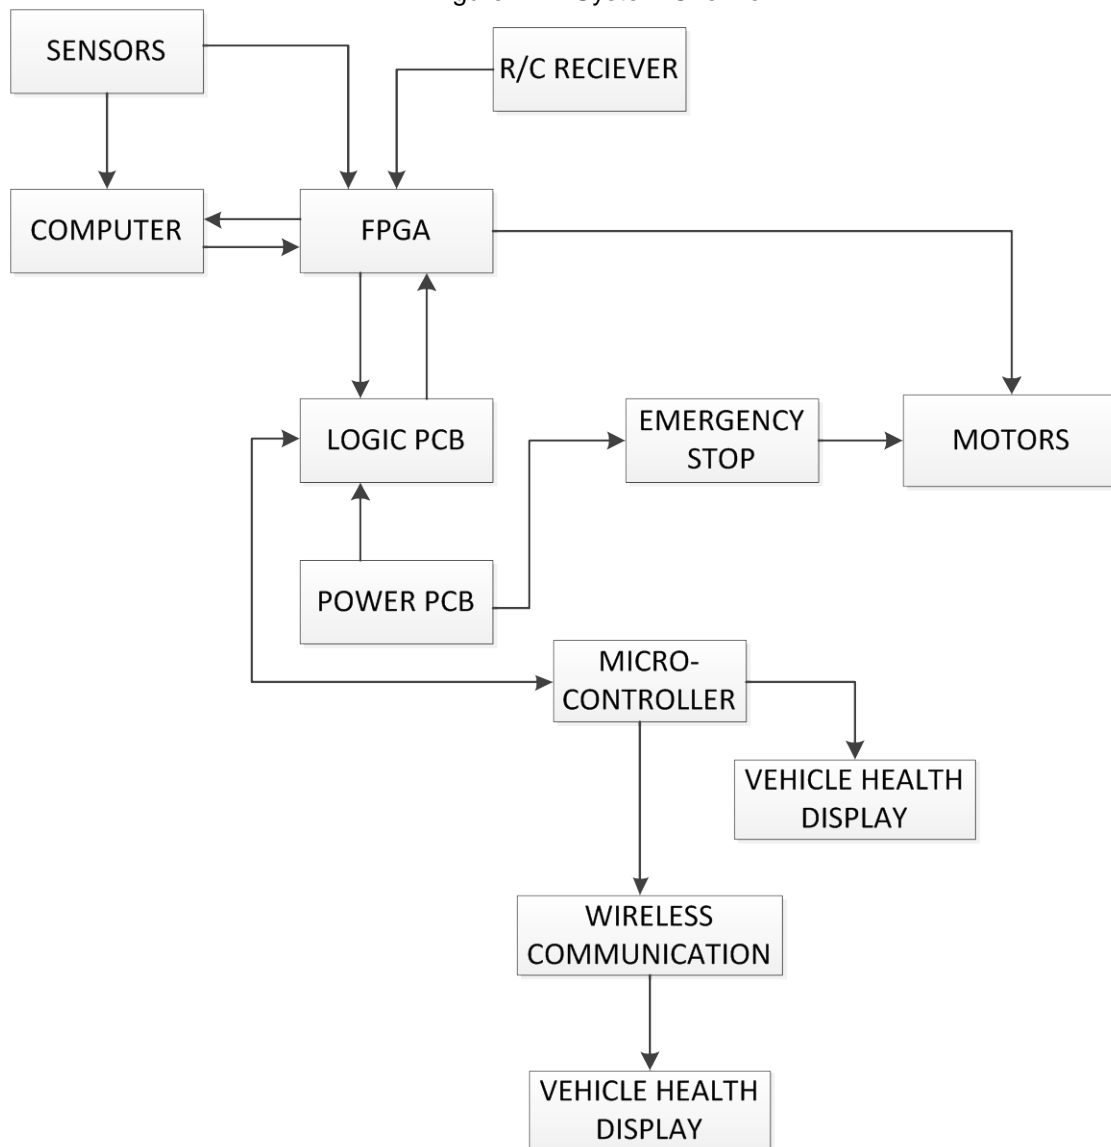 SENSORS
R/C RECIEVER
COMPUTER
FPGA
LOGIC PCB
EMERGENCY
STOP
MOTORS
POWER PCB
MICRO-
CONTROLLER
VEHICLE HEALTH
DISPLAY
WIRELESS
COMMUNICATION
VEHICLE HEALTH
DISPLAY